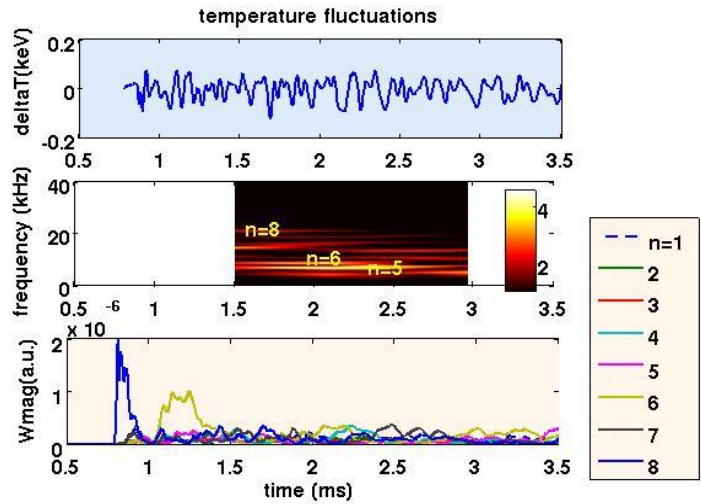 temperature fluctuations
deltaT(keV)
0.2
0
-0.2
0.5 1 1.5 2 2.5 3 3.5
frequency (kHz)
40
20
0
n=8
n=6
n=5
4
2
0.5 1 1.5 2 2.5 3 3.5
x 10
-6
Wmag(a.u.)
2
1
0
0.5 1 1.5 2 2.5 3 3.5
time (ms)
n=1
2
3
4
5
6
7
8